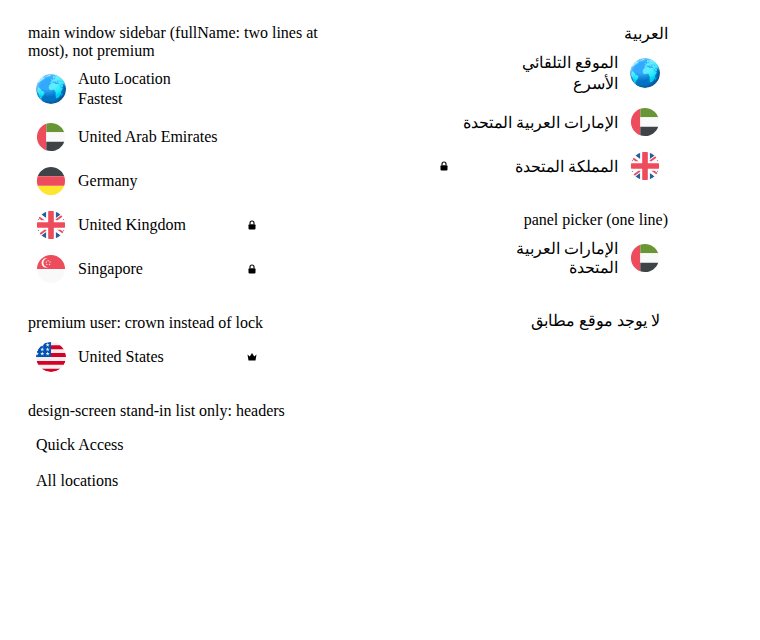 main window sidebar (fullName: two lines at
most), not premium
Auto Location
Fastest
United Arab Emirates
Germany
United Kingdom
Singapore
premium user: crown instead of lock
United States
design-screen stand-in list only: headers
Quick Access
All locations
العربية
الموقع التلقائي
الأسرع
الإمارات العربية المتحدة
المملكة المتحدة
panel picker (one line)
الإمارات العربية
المتحدة
لا يوجد موقع مطابق